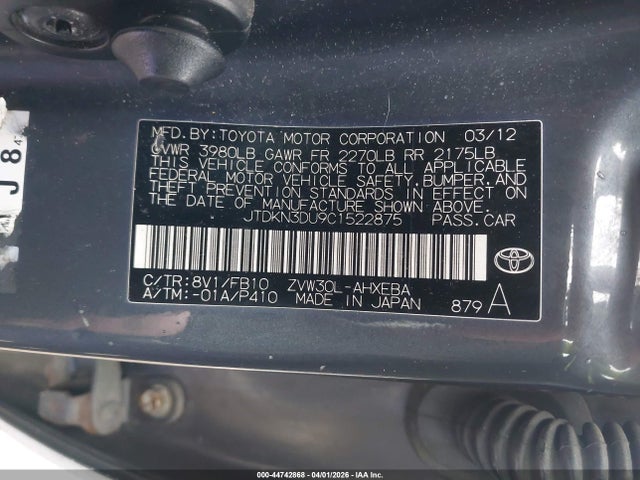 MFD. BY: TOYOTA MOTOR CORPORATION 03/12
GVWR 3980LB GAWR FR 2270LB RR 2175LB
THIS VEHICLE CONFORMS TO ALL APPLICABLE
FEDERAL MOTOR VEHICLE SAFETY, BUMPER, AND
THEFT PREVENTION STANDARDS IN EFFECT ON
THE DATE OF MANUFACTURE SHOWN ABOVE.
JTDKN3DU9C1522875 PASS. CAR
C/TR: 8V1/FB10 ZVW30L-AHXEBA
A/TM: -01A/P410 MADE IN JAPAN 879 A
J 8
000-44742868 - 04/01/2026 - IAA Inc.